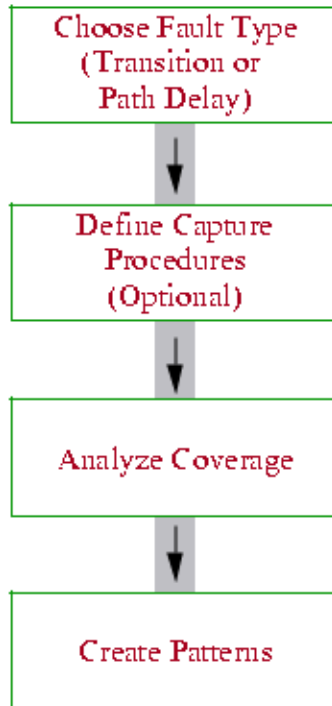 Choose Fault Type
(Transition or
Path Delay)
Define Capture
Procedures
(Optional)
Analyze Coverage
Create Patterns